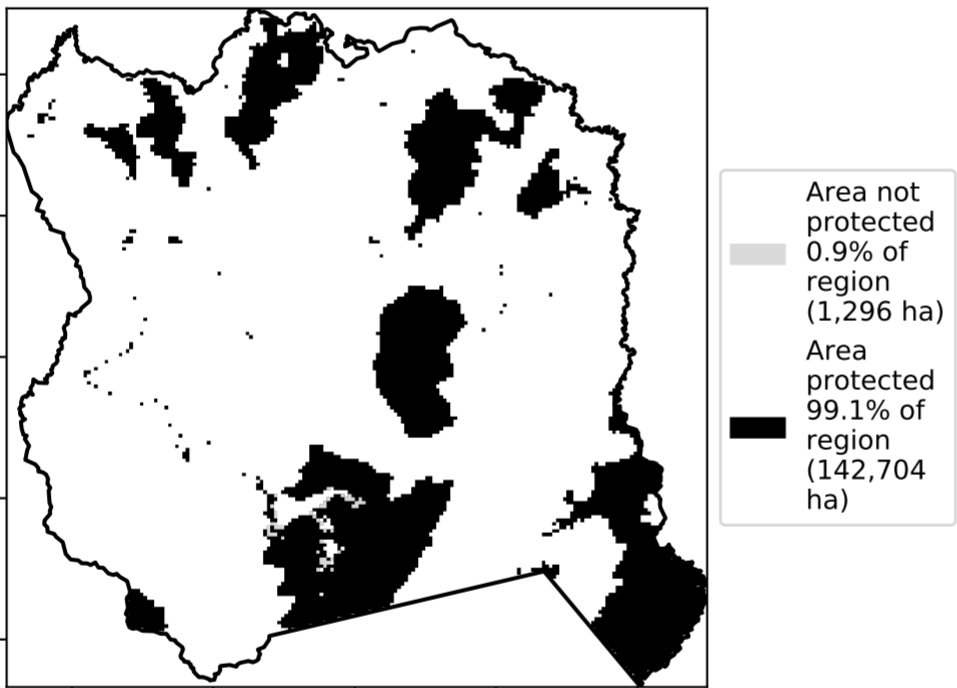 Area not
protected
0.9% of
region
(1,296 ha)
Area
protected
99.1% of
region
(142,704
ha)